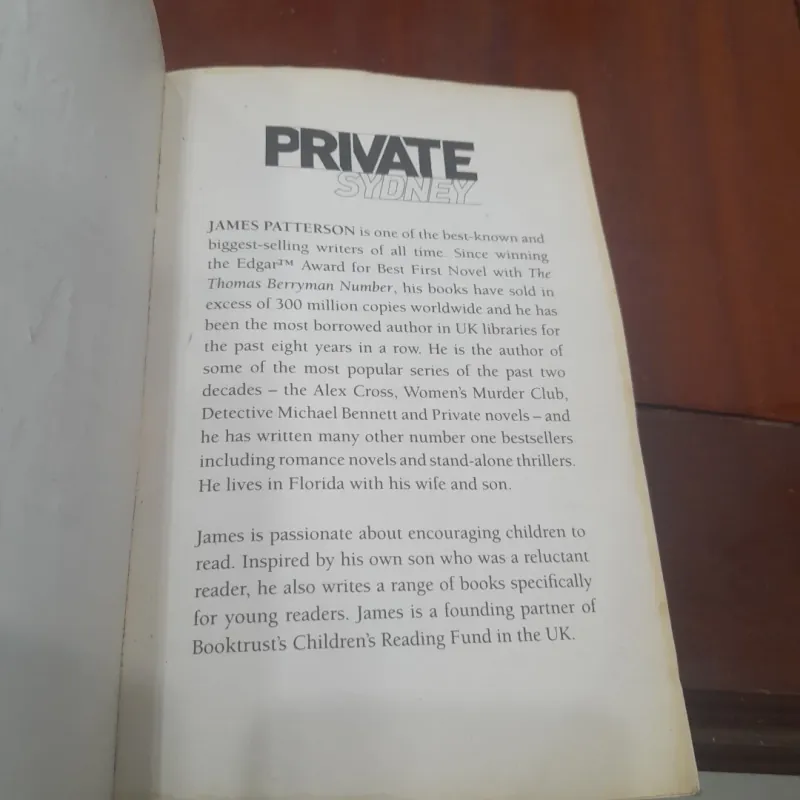 PRIVATE
SYDNEY
JAMES PATTERSON is one of the best-known and
biggest-selling writers of all time. Since winning
the Edgar™ Award for Best First Novel with The
Thomas Berryman Number, his books have sold in
excess of 300 million copies worldwide and he has
been the most borrowed author in UK libraries for
the past eight years in a row. He is the author of
some of the most popular series of the past two
decades – the Alex Cross, Women's Murder Club,
Detective Michael Bennett and Private novels – and
he has written many other number one bestsellers
including romance novels and stand-alone thrillers.
He lives in Florida with his wife and son.
James is passionate about encouraging children to
read. Inspired by his own son who was a reluctant
reader, he also writes a range of books specifically
for young readers. James is a founding partner of
Booktrust's Children's Reading Fund in the UK.